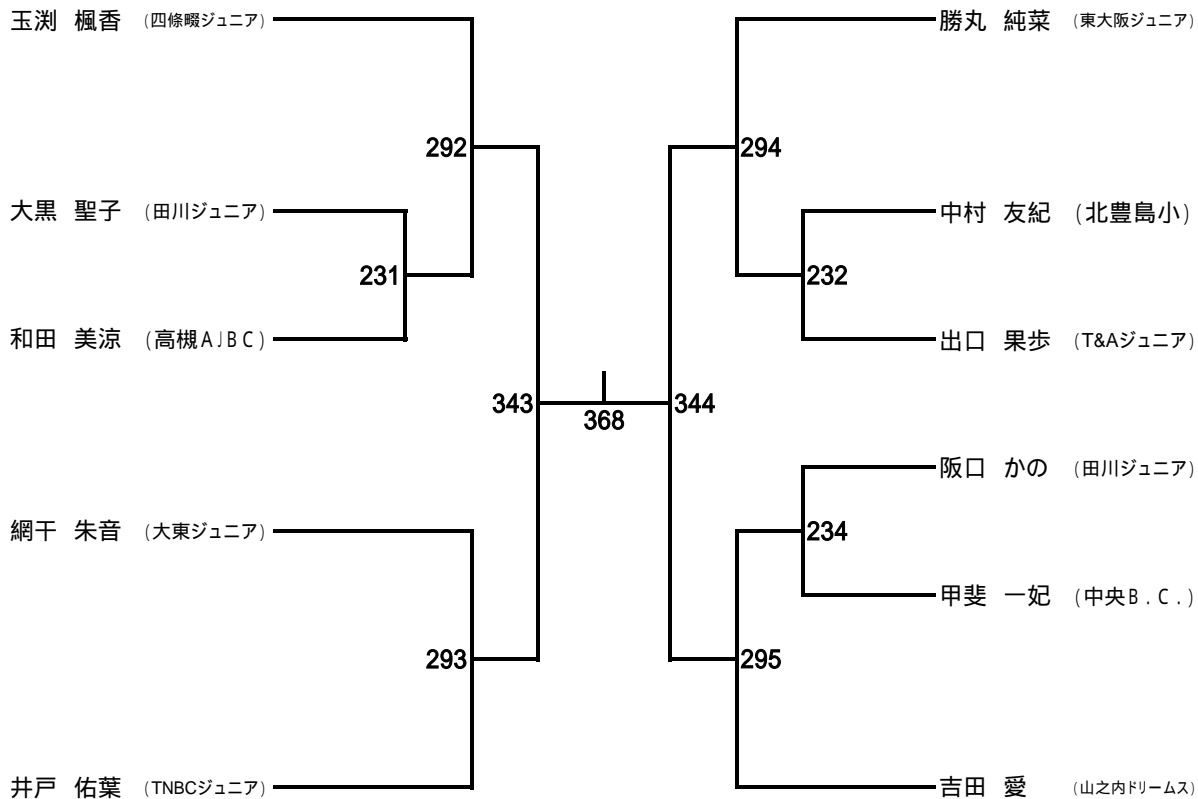 玉渕 楓香 (四條畷ジュニア)
292
大黒 聖子 (田川ジュニア)
231
和田 美涼 (高槻AJBC)
343
網干 朱音 (大東ジュニア)
293
井戸 佑葉 (TNBCジュニア)
368
勝丸 純菜 (東大阪ジュニア)
294
中村 友紀 (北豊島小)
232
出口 果歩 (T&Aジュニア)
344
阪口 かの (田川ジュニア)
234
甲斐 一妃 (中央B.C.)
295
吉田 愛 (山之内ドリームス)